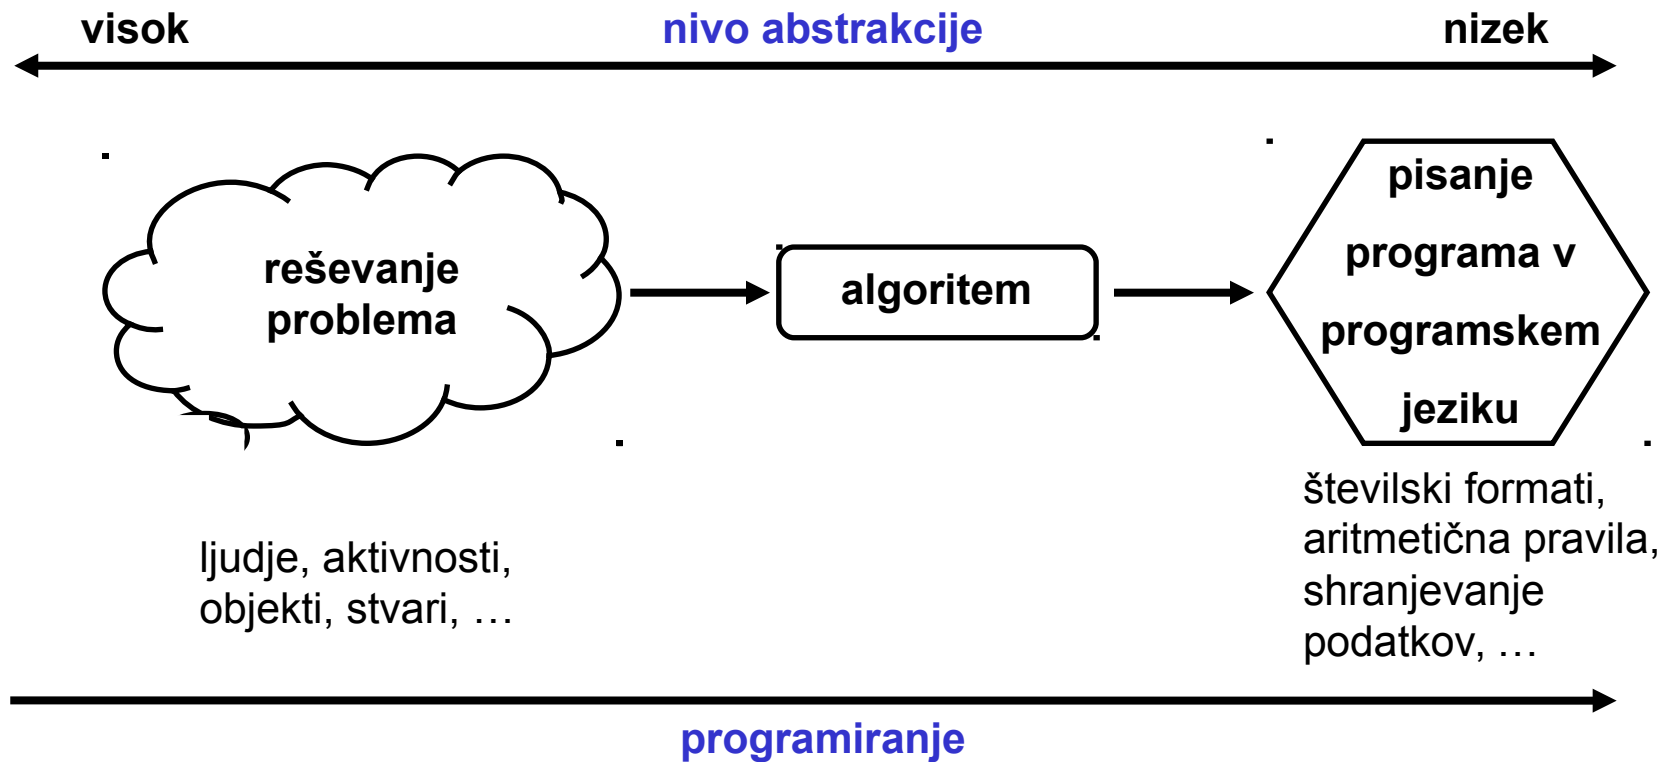 visok
nivo abstrakcije
nizek
reševanje
problema
algoritem
pisanje
programa v
programskem
jeziku
ljudje, aktivnosti,
objekti, stvari, …
številski formati,
aritmetična pravila,
shranjevanje
podatkov, …
programiranje